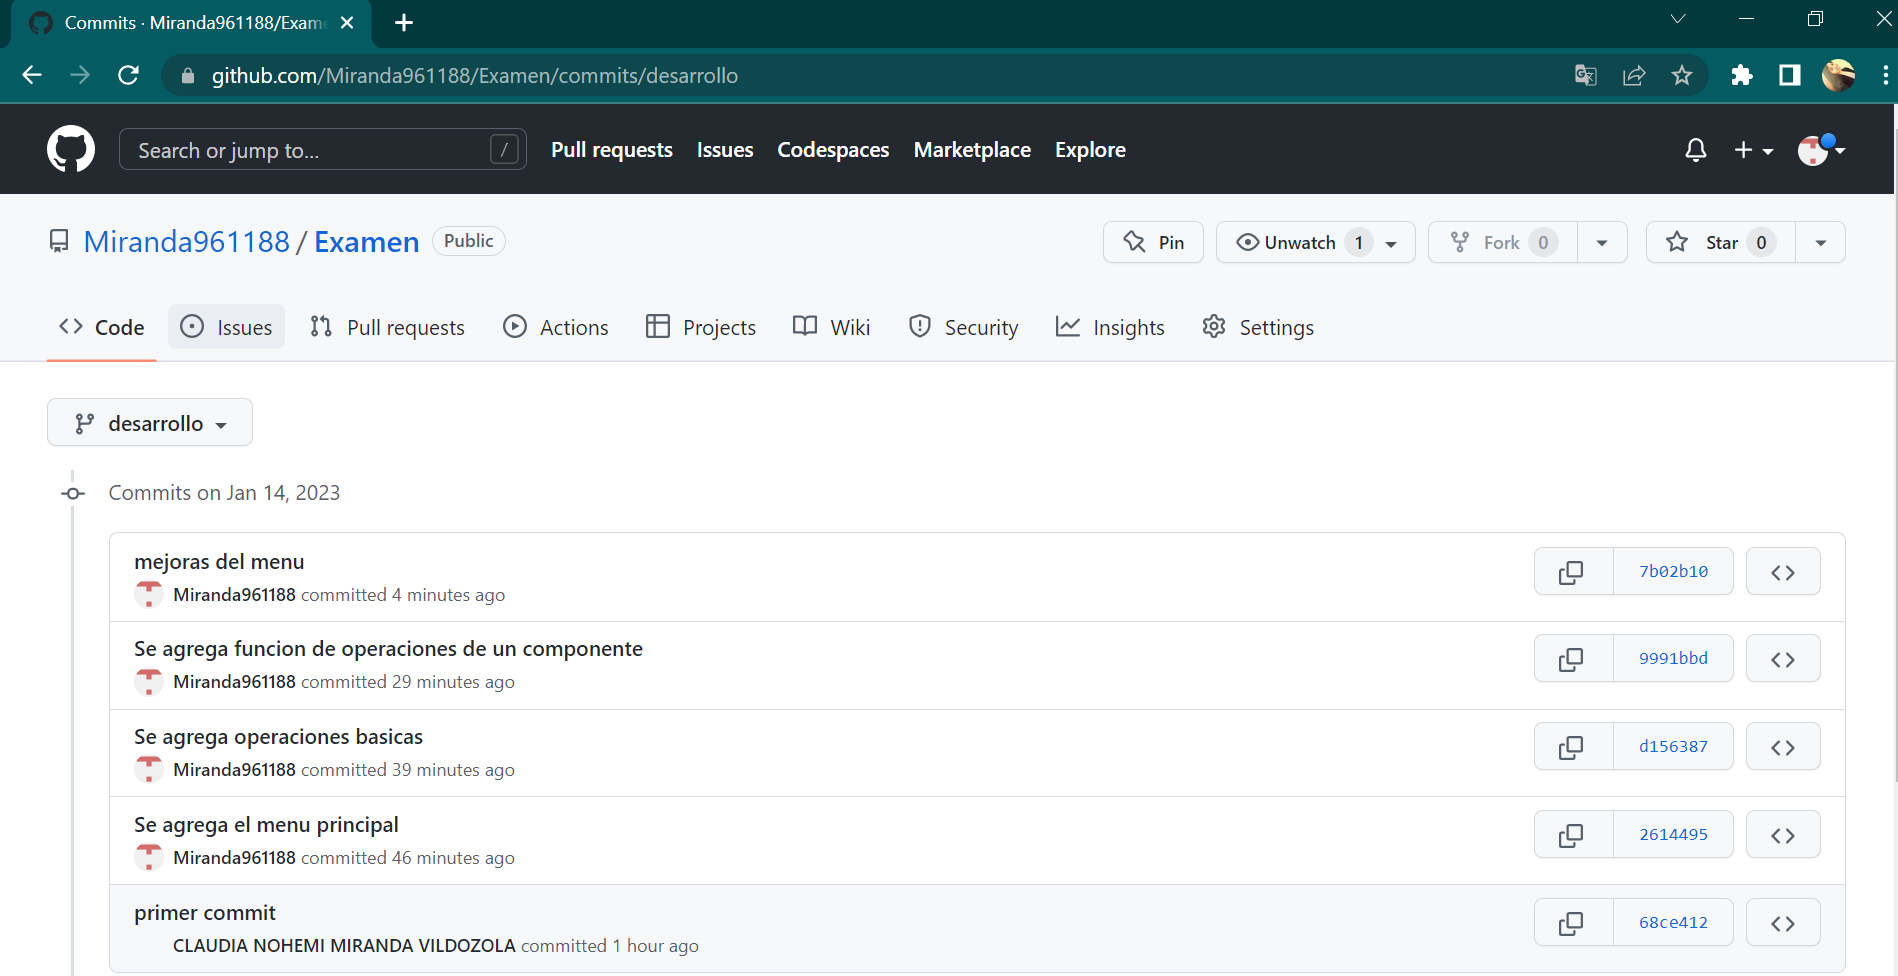 Commits · Miranda961188/Exam
github.com/Miranda961188/Examen/commits/desarrollo
Search or jump to... /
Pull requests Issues Codespaces Marketplace Explore
Miranda961188 / Examen Public
Pin Unwatch 1 Fork 0 Star 0
Code Issues Pull requests Actions Projects Wiki Security Insights Settings
desarrollo
Commits on Jan 14, 2023
mejoras del menu
Miranda961188 committed 4 minutes ago
7b02b10
Se agrega funcion de operaciones de un componente
Miranda961188 committed 29 minutes ago
9991bbd
Se agrega operaciones basicas
Miranda961188 committed 39 minutes ago
d156387
Se agrega el menu principal
Miranda961188 committed 46 minutes ago
2614495
primer commit
CLAUDIA NOHEMI MIRANDA VILDOZOLA committed 1 hour ago
68ce412